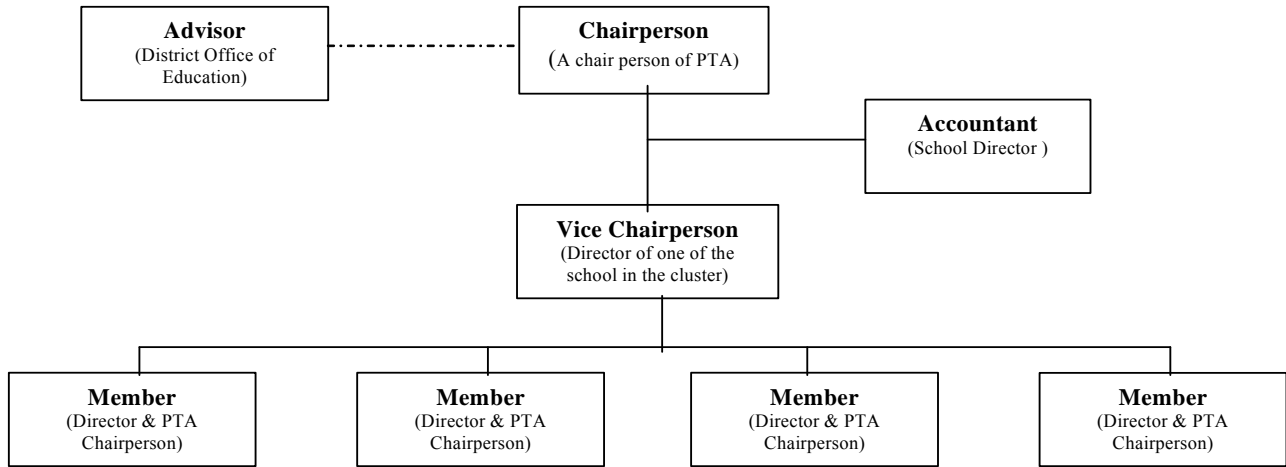 Advisor
(District Office of
Education)
Chairperson
(A chair person of PTA)
Accountant
(School Director )
Vice Chairperson
(Director of one of the
school in the cluster)
Member
(Director & PTA
Chairperson)
Member
(Director & PTA
Chairperson)
Member
(Director & PTA
Chairperson)
Member
(Director & PTA
Chairperson)